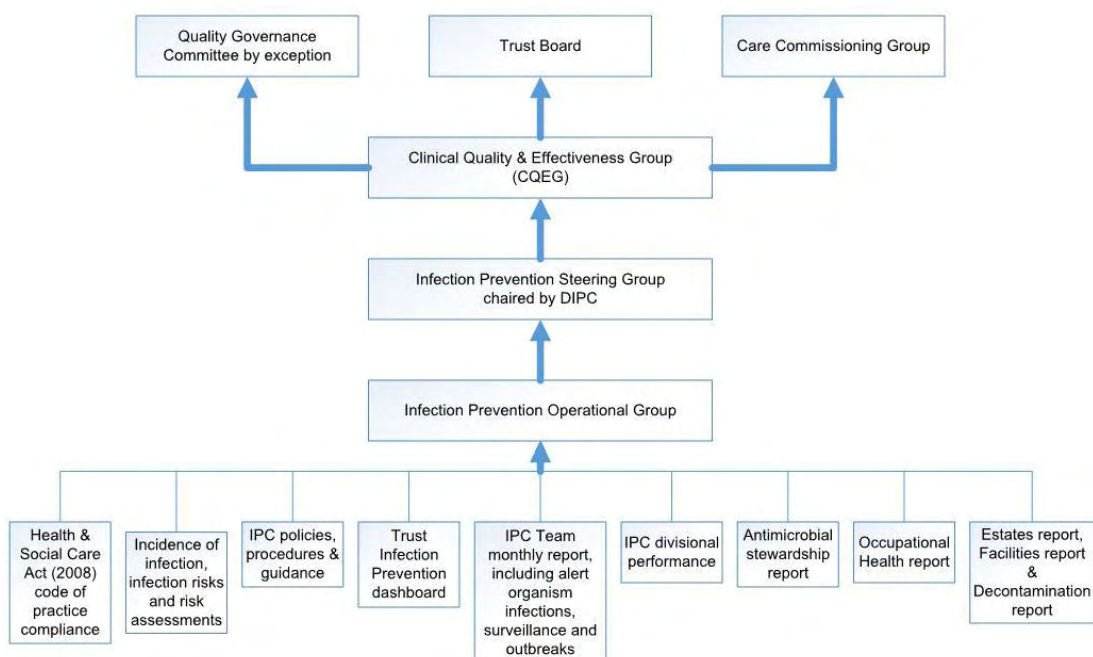 Quality Governance
Committee by exception
Trust Board
Care Commissioning Group
Clinical Quality & Effectiveness Group
(CQEG)
Infection Prevention Steering Group
chaired by DIPC
Infection Prevention Operational Group
Health &
Social Care
Act (2008)
code of
practice
compliance
Incidence of
infection,
infection risks
and risk
assessments
IPC policies,
procedures &
guidance
Trust
Infection
Prevention
dashboard
IPC Team
monthly report,
including alert
organism
infections,
surveillance and
outbreaks
IPC divisional
performance
Antimicrobial
stewardship
report
Occupational
Health report
Estates report,
Facilities report
&
Decontamination
report